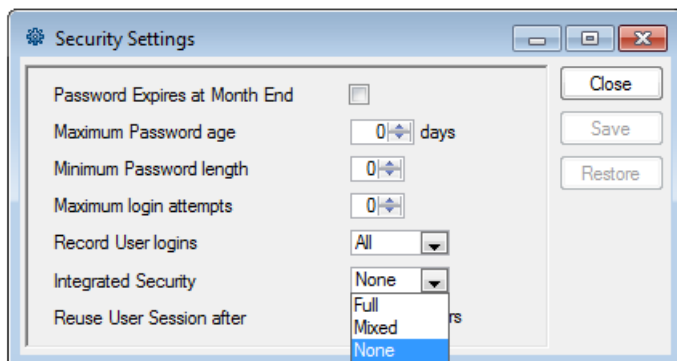 Security Settings
Password Expires at Month End
Close
Maximum Password age 0 days
Save
Minimum Password length 0
Restore
Maximum login attempts 0
Record User logins All
Integrated Security None
Full
Reuse User Session after
Mixed
None